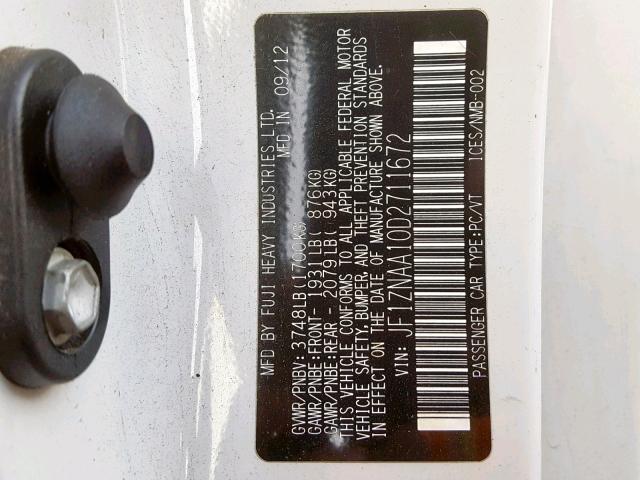 MFD BY FUJI HEAVY INDUSTRIES LTD.
MFD IN 09/12
GVWR/PNBV: 3748LB(1700KG)
GAWR/PNBE:FRONT- 1931LB( 876KG)
GAWR/PNBE:REAR - 2079LB( 943KG)
THIS VEHICLE CONFORMS TO ALL APPLICABLE FEDERAL MOTOR
VEHICLE SAFETY, BUMPER, AND THEFT PREVENTION STANDARDS
IN EFFECT ON THE DATE OF MANUFACTURE SHOWN ABOVE.
VIN: JF1ZNAA10D2711672
PASSENGER CAR TYPE:PC/VT ICES/NMB-002